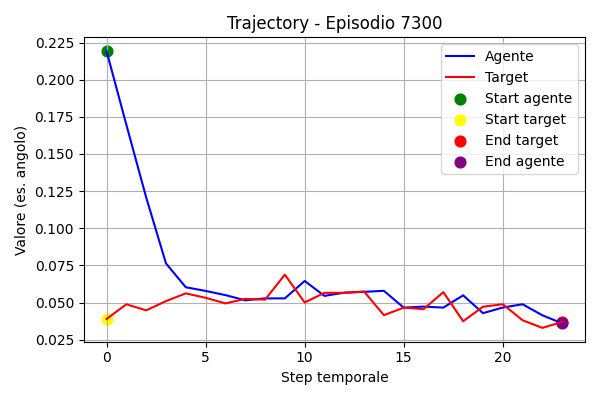 Trajectory - Episodio 7300
Valore (es. angolo)
0.225
0.200
0.175
0.150
0.125
0.100
0.075
0.050
0.025
Agente
Target
Start agente
Start target
End target
End agente
0 5 10 15 20
Step temporale